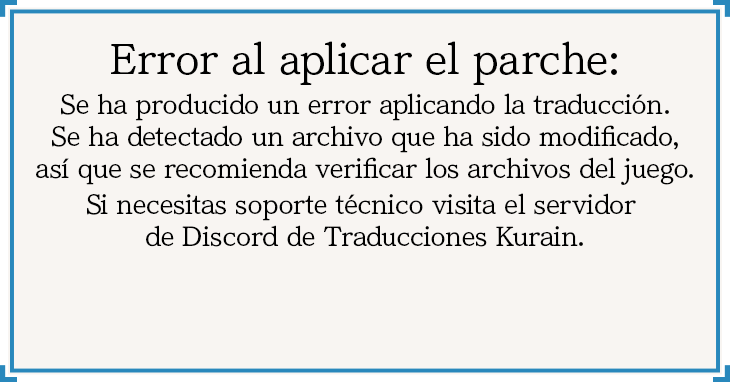 Error al aplicar el parche:
Se ha producido un error aplicando la traducción.
Se ha detectado un archivo que ha sido modificado,
así que se recomienda verificar los archivos del juego.
Si necesitas soporte técnico visita el servidor
de Discord de Traducciones Kurain.